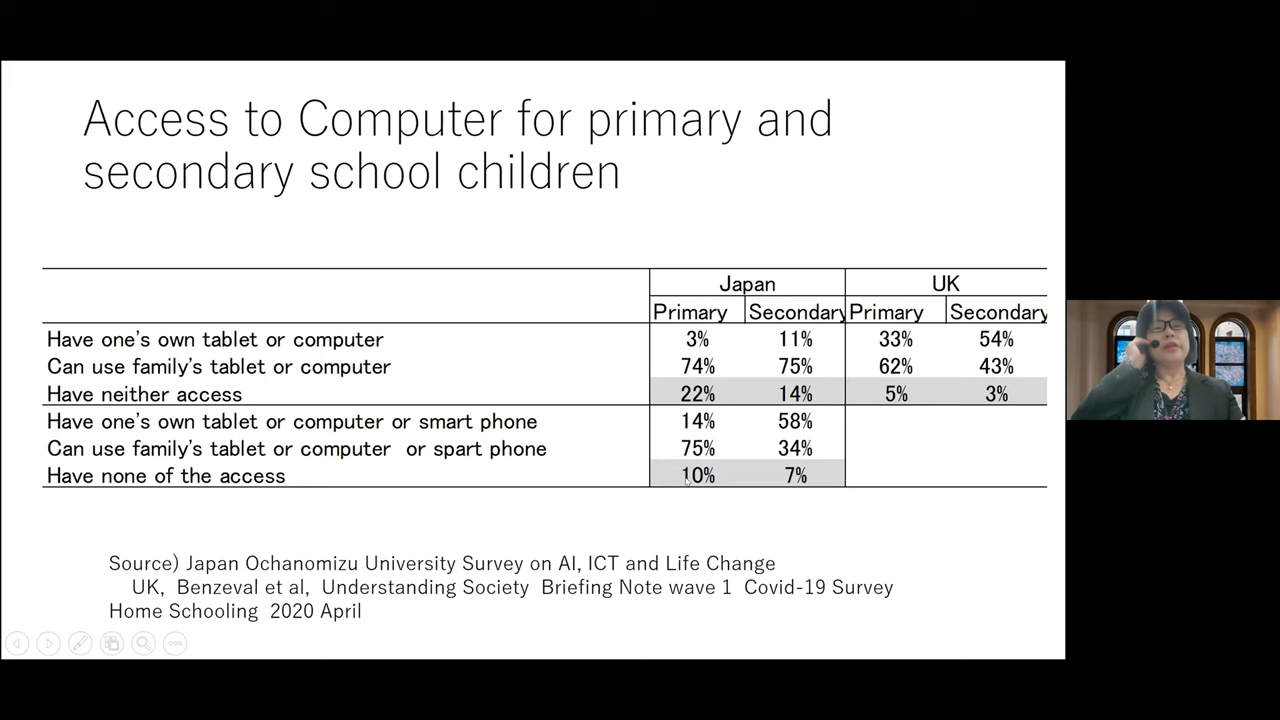 Access to Computer for primary and
secondary school children
Japan UK
Primary Secondary Primary Secondary
Have one's own tablet or computer 3% 11% 33% 54%
Can use family's tablet or computer 74% 75% 62% 43%
Have neither access 22% 14% 5% 3%
Have one's own tablet or computer or smart phone 14% 58%
Can use family's tablet or computer or spart phone 75% 34%
Have none of the access 10% 7%
Source) Japan Ochanomizu University Survey on AI, ICT and Life Change
UK, Benzeval et al, Understanding Society Briefing Note wave 1 Covid-19 Survey
Home Schooling 2020 April